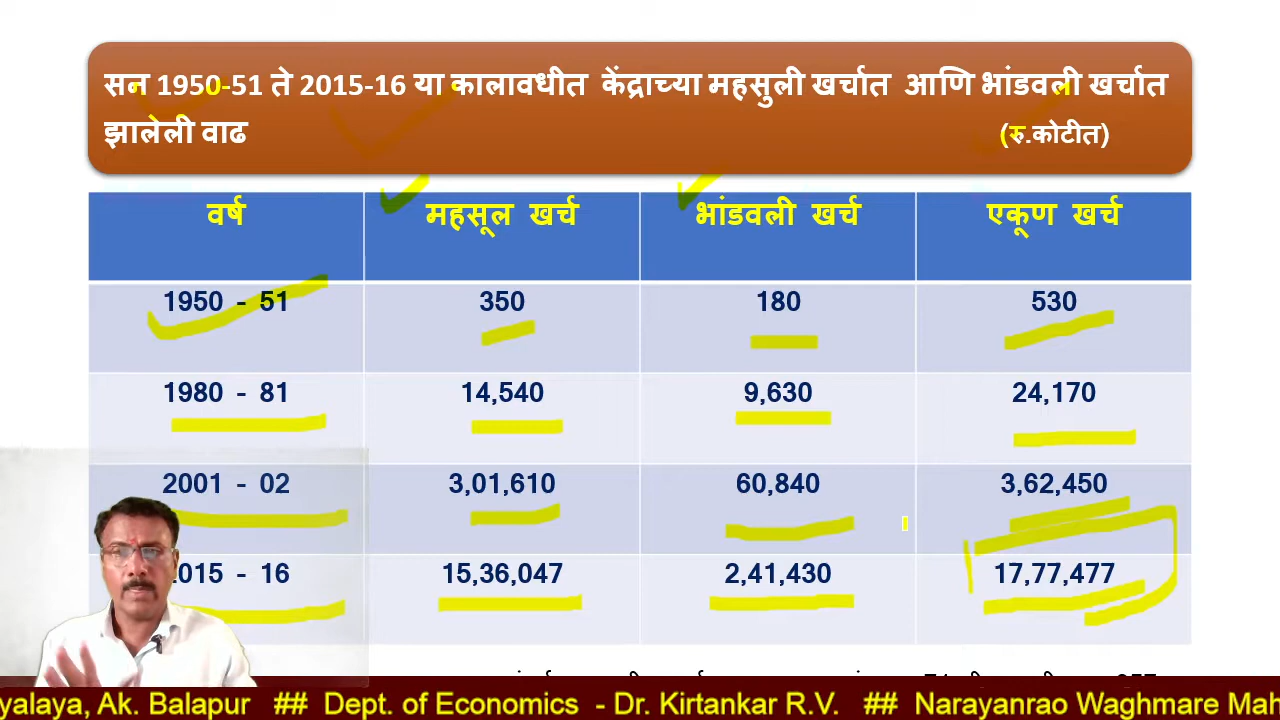 सन 1950-51 ते 2015-16 या कालावधीत केंद्राच्या महसुली खर्चात आणि भांडवली खर्चात
झालेली वाढ (रु.कोटीत)
वर्ष महसूल खर्च भांडवली खर्च एकूण खर्च
1950 - 51 350 180 530
1980 - 81 14,540 9,630 24,170
2001 - 02 3,01,610 60,840 3,62,450
2015 - 16 15,36,047 2,41,430 17,77,477
yalaya, Ak. Balapur ## Dept. of Economics - Dr. Kirtankar R.V. ## Narayanrao Waghmare Mah